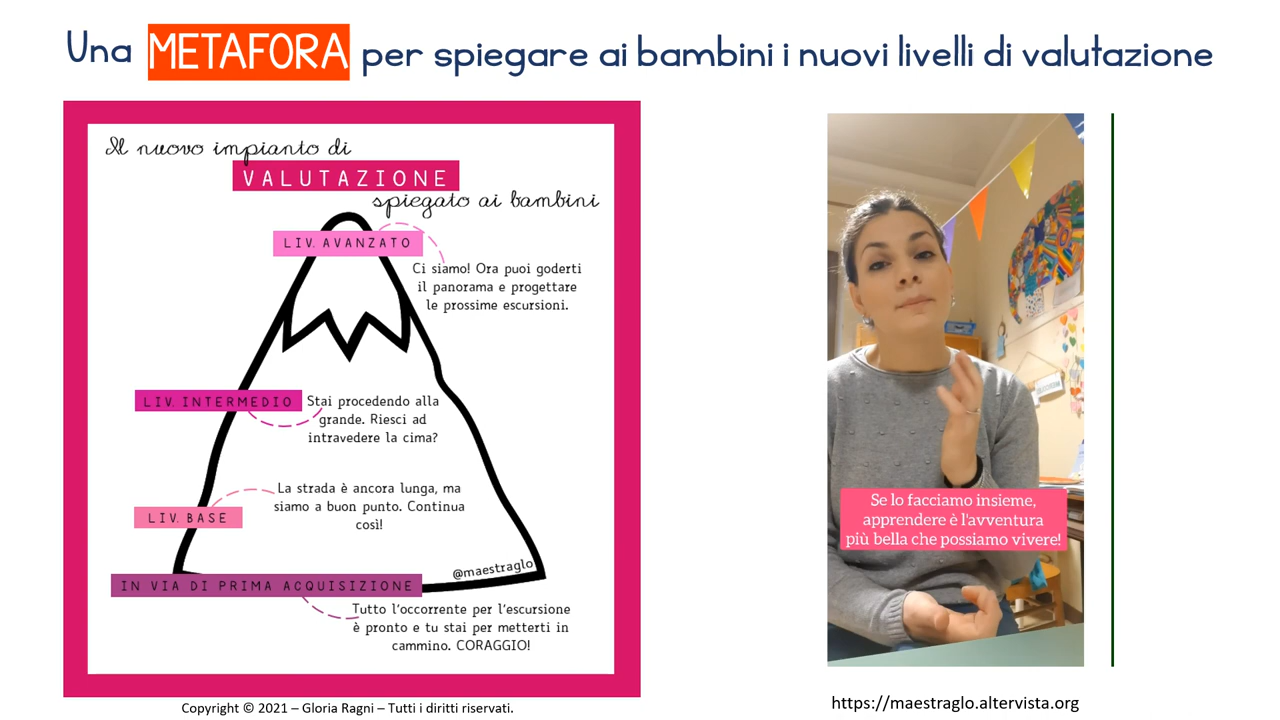 Una METAFORA per spiegare ai bambini i nuovi livelli di valutazione
Il nuovo impianto di
VALUTAZIONE
spiegato ai bambini
LIV. AVANZATO
Ci siamo! Ora puoi goderti
il panorama e progettare
le prossime escursioni.
LIV. INTERMEDIO
Stai procedendo alla
grande. Riesci ad
intravedere la cima?
La strada è ancora lunga, ma
siamo a buon punto. Continua
così!
LIV. BASE
@maestraglo
IN VIA DI PRIMA ACQUISIZIONE
Tutto l'occorrente per l'escursione
è pronto e tu stai per metterti in
cammino. CORAGGIO!
Se lo facciamo insieme,
apprendere è l'avventura
più bella che possiamo vivere!
Copyright © 2021 – Gloria Ragni – Tutti i diritti riservati.
https://maestraglo.altervista.org